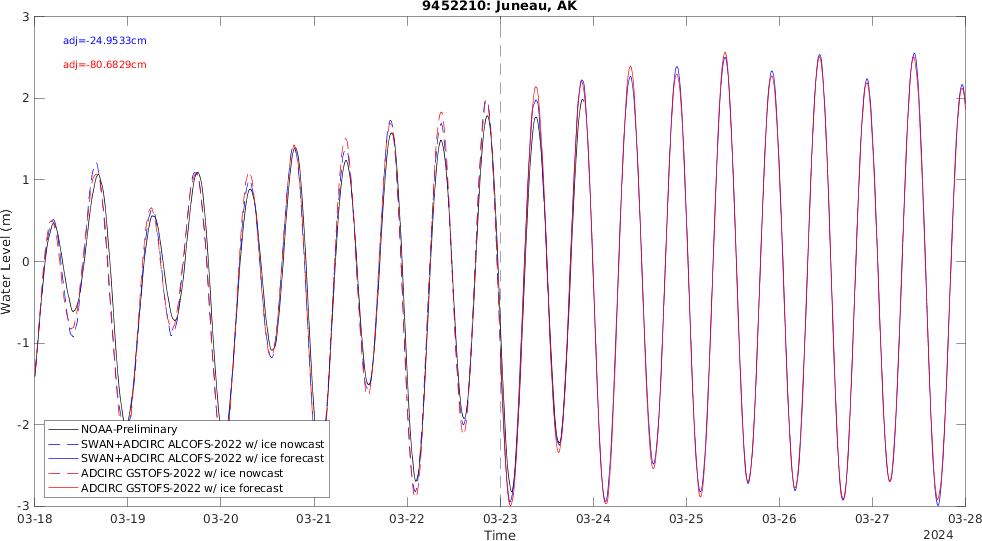 9452210: Juneau, AK
adj=-24.9533cm
adj=-80.6829cm
Water Level (m)
3
2
1
0
-1
-2
-3
NOAA-Preliminary
SWAN+ADCIRC ALCOFS-2022 w/ ice nowcast
SWAN+ADCIRC ALCOFS-2022 w/ ice forecast
ADCIRC GSTOFS-2022 w/ ice nowcast
ADCIRC GSTOFS-2022 w/ ice forecast
03-18 03-19 03-20 03-21 03-22 03-23 03-24 03-25 03-26 03-27 03-28
Time
2024